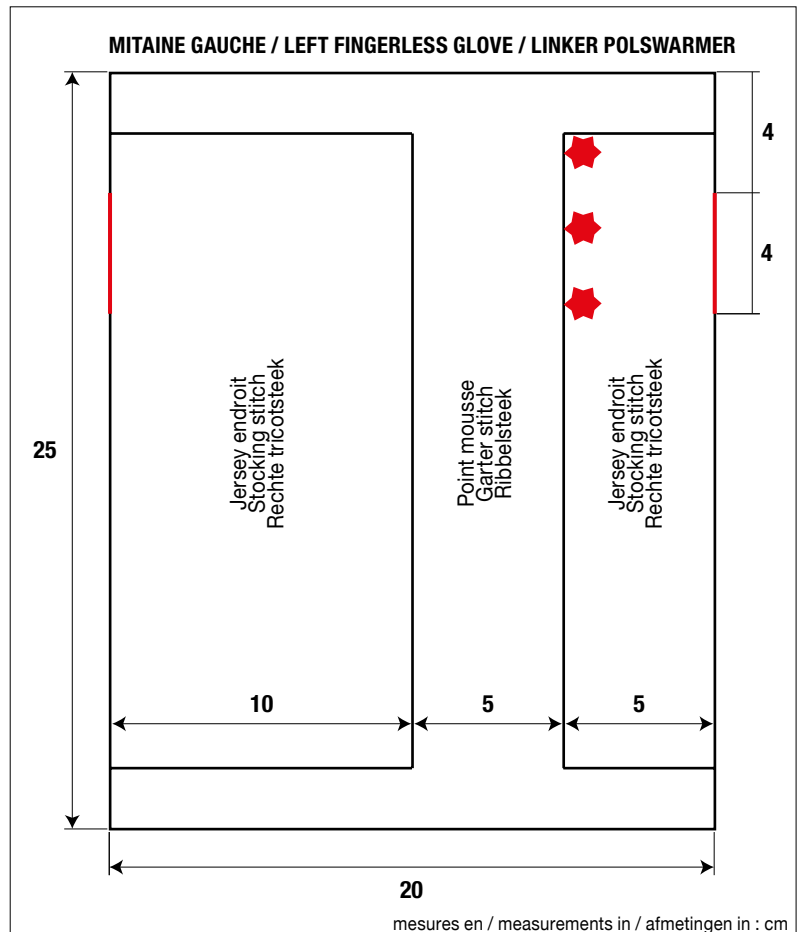 MITAINE GAUCHE / LEFT FINGERLESS GLOVE / LINKER POLSWARMER
4
4
25
Jersey endroit
Stocking stitch
Rechte tricotsteek
Point mousse
Garter stitch
Ribbelsteek
Jersey endroit
Stocking stitch
Rechte tricotsteek
10
5
5
20
mesures en / measurements in / afmetingen in : cm